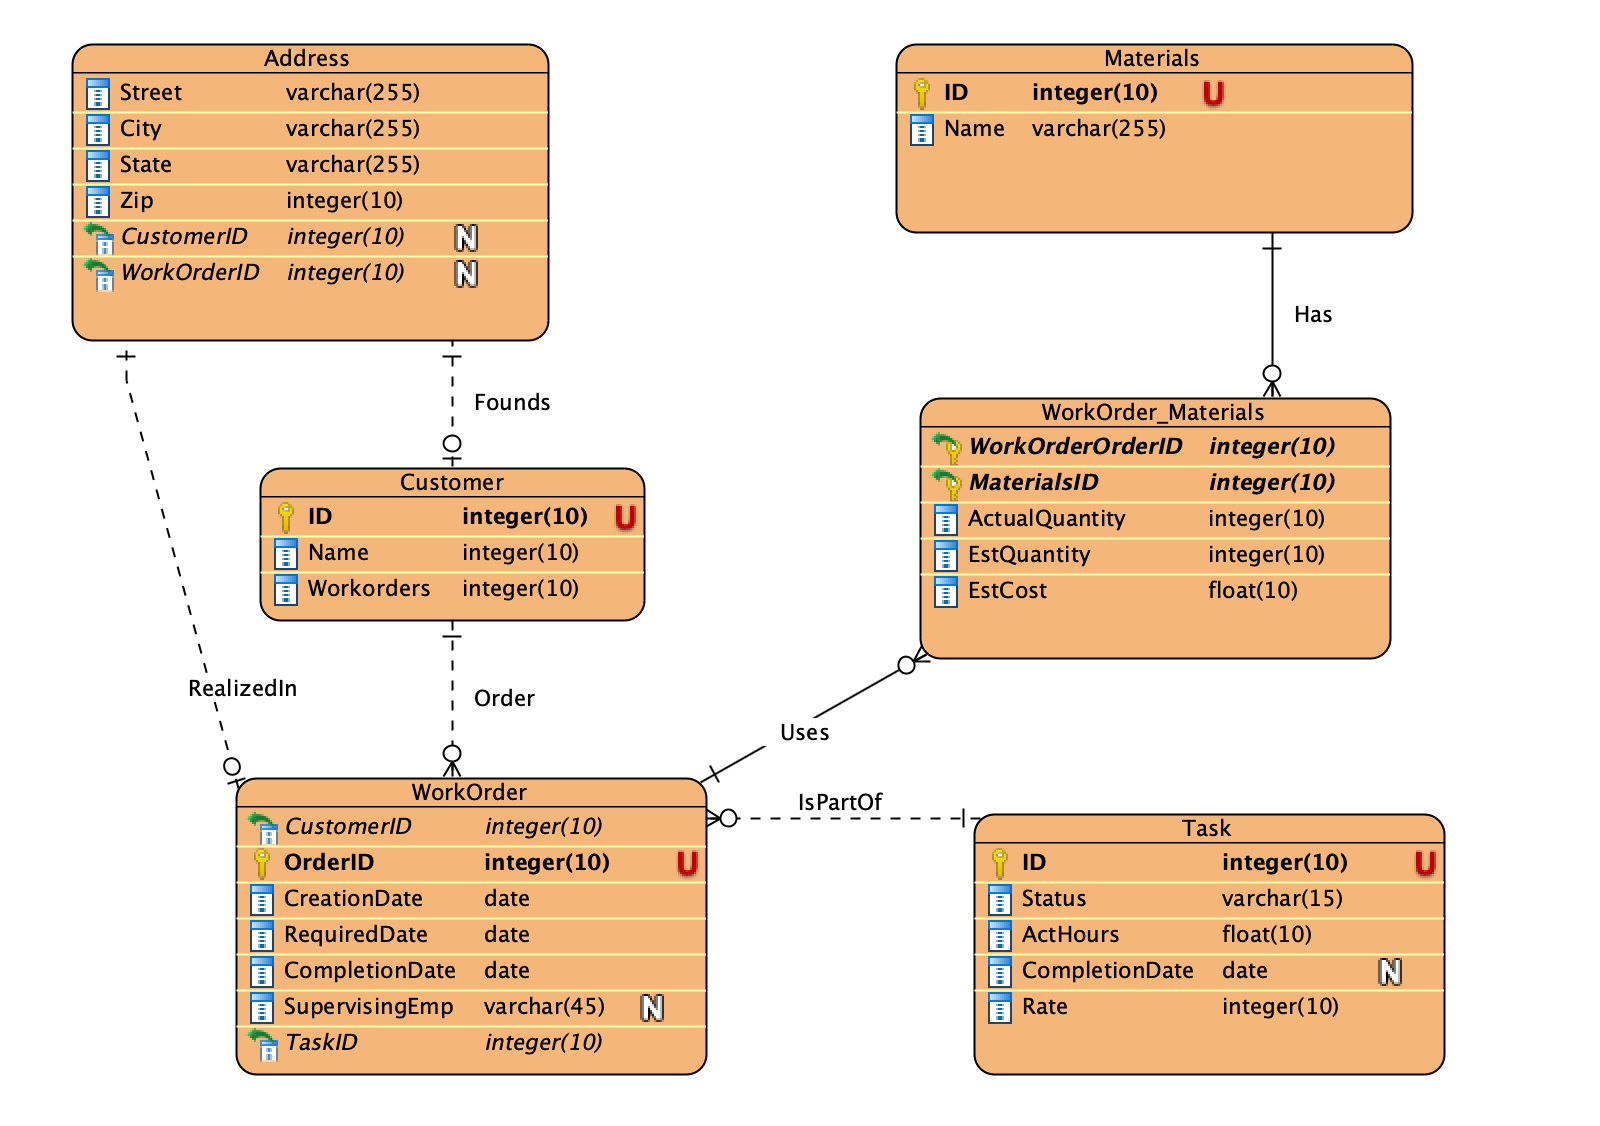 Address
Street varchar(255)
City varchar(255)
State varchar(255)
Zip integer(10)
CustomerID integer(10) N
WorkOrderID integer(10) N
Materials
ID integer(10) U
Name varchar(255)
Has
Founds
WorkOrder_Materials
WorkOrderOrderID integer(10)
MaterialsID integer(10)
ActualQuantity integer(10)
EstQuantity integer(10)
EstCost float(10)
Customer
ID integer(10) U
Name integer(10)
Workorders integer(10)
RealizedIn
Order
Uses
IsPartOf
WorkOrder
CustomerID integer(10)
OrderID integer(10) U
CreationDate date
RequiredDate date
CompletionDate date
SupervisingEmp varchar(45) N
TaskID integer(10)
Task
ID integer(10) U
Status varchar(15)
ActHours float(10)
CompletionDate date N
Rate integer(10)